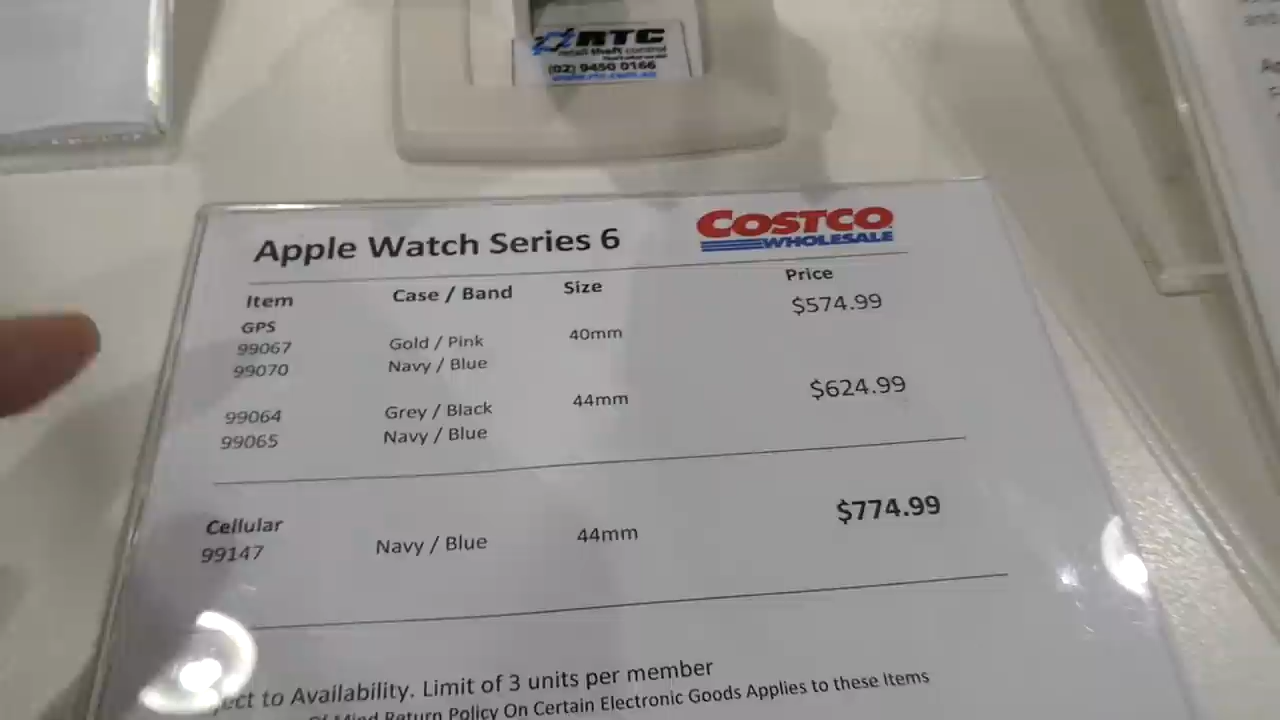 RTC
retail theft control
(02) 9450 0166
Apple Watch Series 6
COSTCO
WHOLESALE
Item Case / Band Size Price
GPS $574.99
99067 Gold / Pink 40mm
99070 Navy / Blue
99064 Grey / Black 44mm $624.99
99065 Navy / Blue
Cellular $774.99
99147 Navy / Blue 44mm
to Availability. Limit of 3 units per member
Of Mind Return Policy On Certain Electronic Goods Applies to these Items